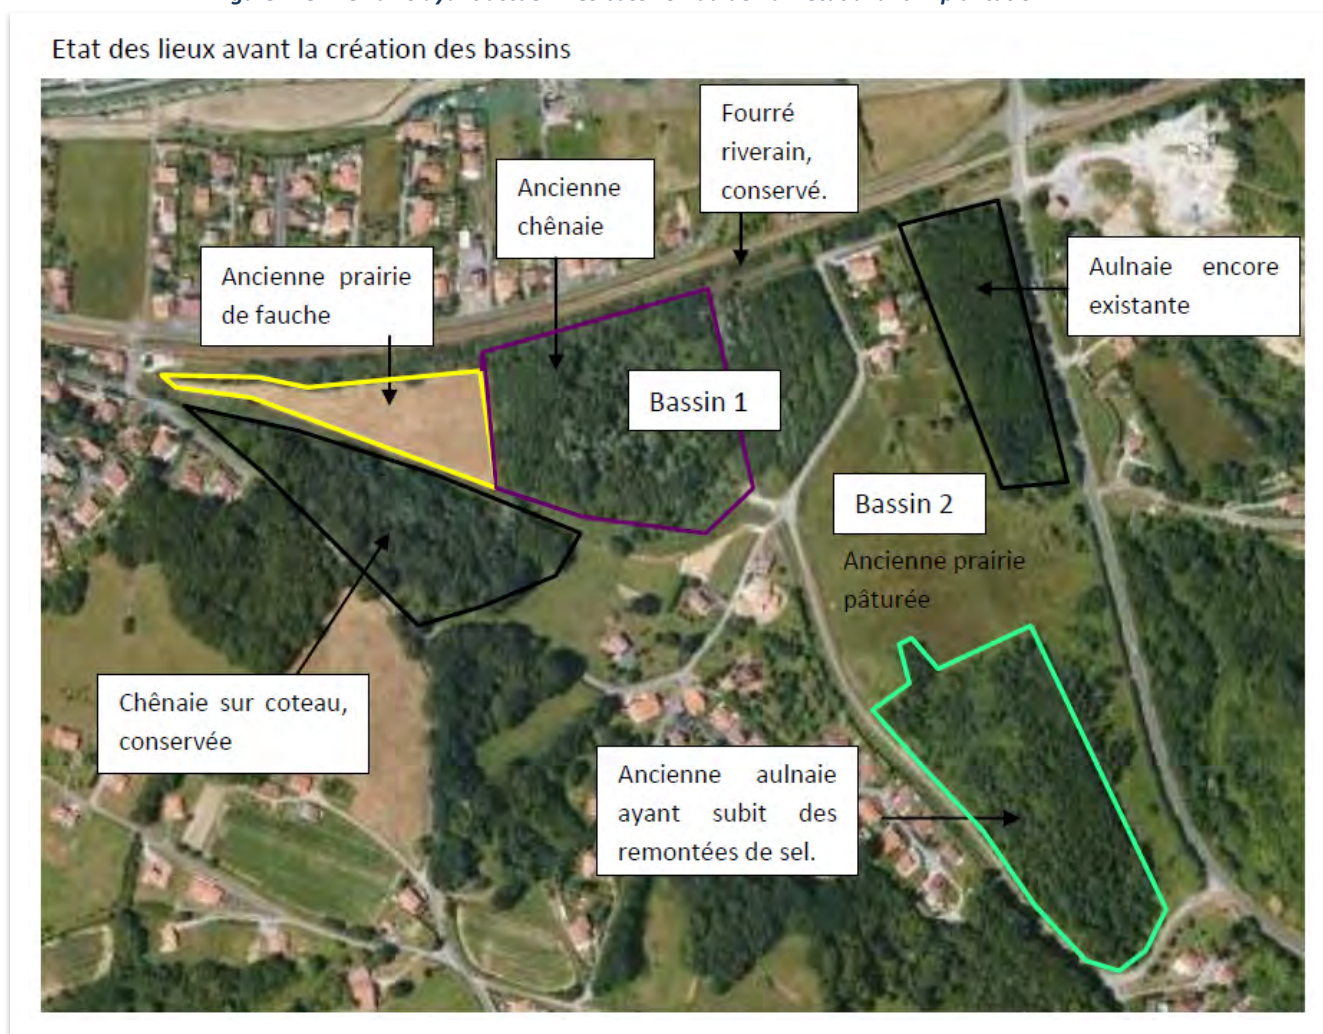 Etat des lieux avant la création des bassins
Fourré
riverain,
conservé.
Ancienne
chênaie
Ancienne prairie
de fauche
Aulnaie encore
existante
Bassin 1
Bassin 2
Ancienne prairie
pâturée
Chênaie sur coteau,
conservée
Ancienne aulnaie
ayant subit des
remontées de sel.